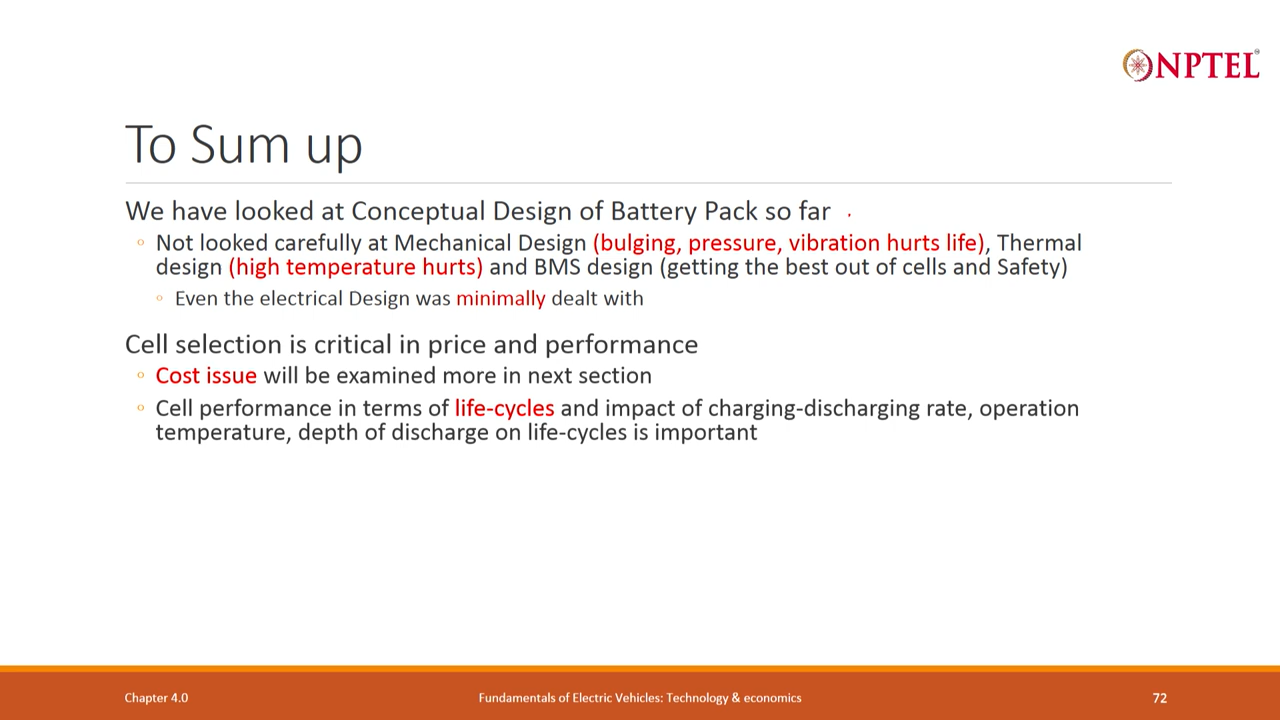 NPTEL
To Sum up
We have looked at Conceptual Design of Battery Pack so far
◦ Not looked carefully at Mechanical Design (bulging, pressure, vibration hurts life), Thermal
design (high temperature hurts) and BMS design (getting the best out of cells and Safety)
◦ Even the electrical Design was minimally dealt with
Cell selection is critical in price and performance
◦ Cost issue will be examined more in next section
◦ Cell performance in terms of life-cycles and impact of charging-discharging rate, operation
temperature, depth of discharge on life-cycles is important
Chapter 4.0 Fundamentals of Electric Vehicles: Technology & economics 72